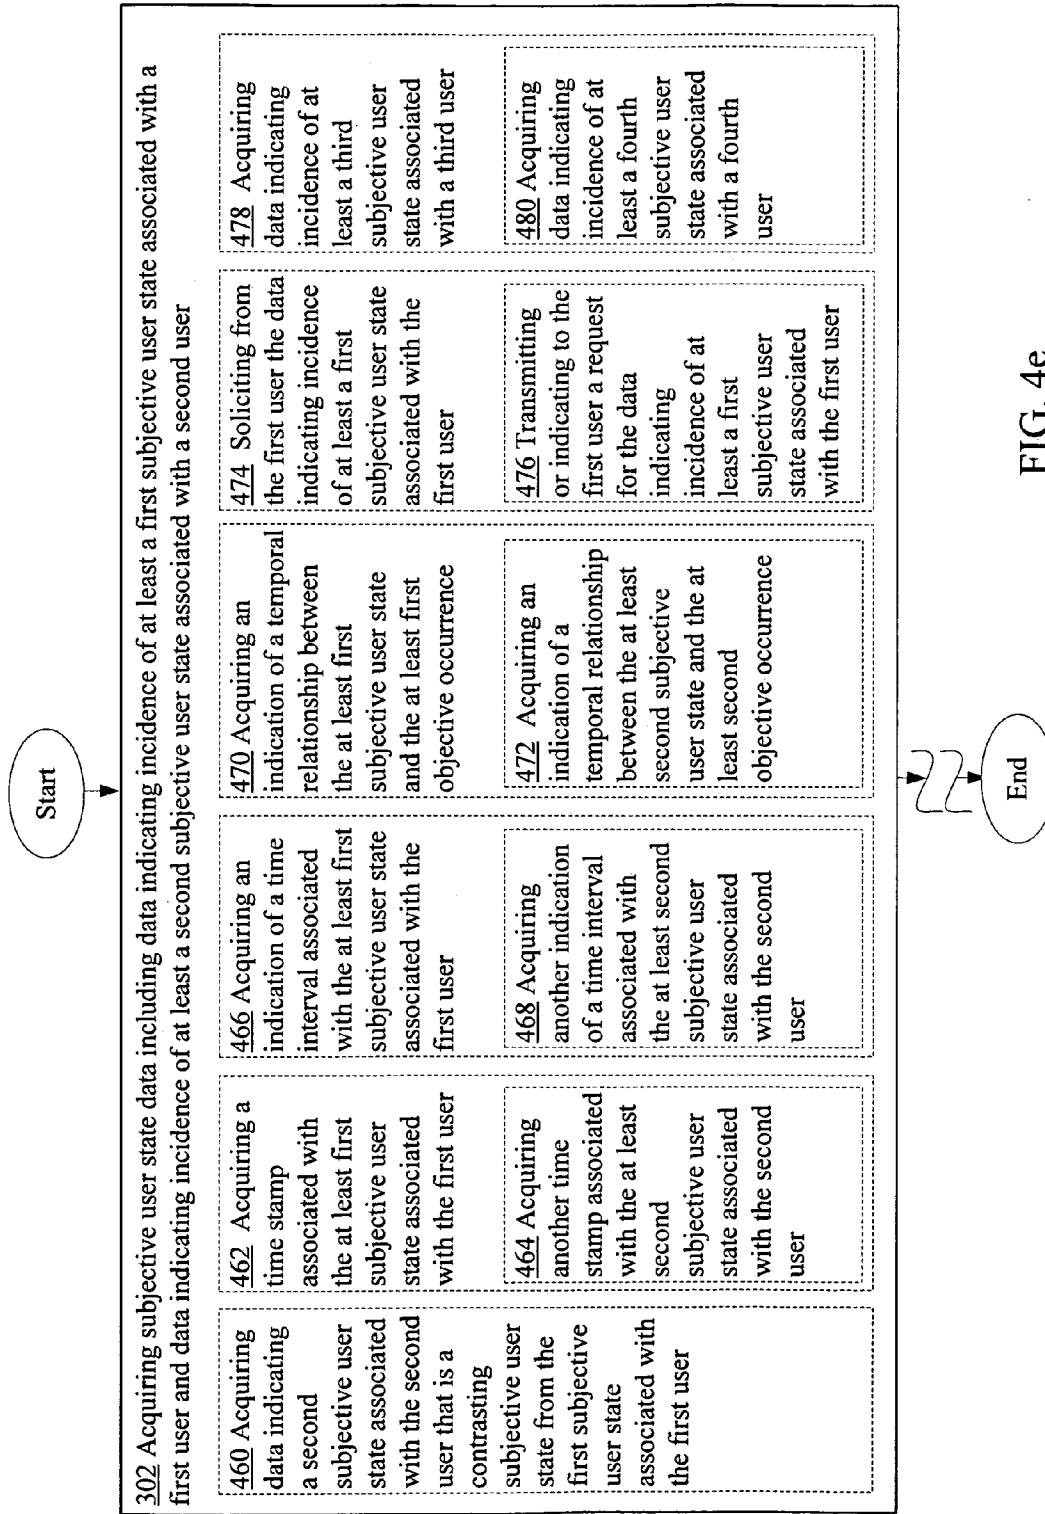 Start
302 Acquiring subjective user state data including data indicating incidence of at least a first subjective user state associated with a
first user and data indicating incidence of at least a second subjective user state associated with a second user
460 Acquiring
data indicating
a second
subjective user
state associated
with the second
user that is a
contrasting
subjective user
state from the
first subjective
user state
associated with
the first user
462 Acquiring a
time stamp
associated with
the at least first
subjective user
state associated
with the first user
464 Acquiring
another time
stamp associated
with the at least
second
subjective user
state associated
with the second
user
466 Acquiring an
indication of a time
interval associated
with the at least first
subjective user state
associated with the
first user
468 Acquiring
another indication
of a time interval
associated with
the at least second
subjective user
state associated
with the second
user
470 Acquiring an
indication of a temporal
relationship between
the at least first
subjective user state
and the at least first
objective occurrence
472 Acquiring an
indication of a
temporal relationship
between the at least
second subjective
user state and the at
least second
objective occurrence
474 Soliciting from
the first user the data
indicating incidence
of at least a first
subjective user state
associated with the
first user
476 Transmitting
or indicating to the
first user a request
for the data
indicating
incidence of at
least a first
subjective user
state associated
with the first user
478 Acquiring
data indicating
incidence of at
least a third
subjective user
state associated
with a third user
480 Acquiring
data indicating
incidence of at
least a fourth
subjective user
state associated
with a fourth
user
End
FIG. 4e